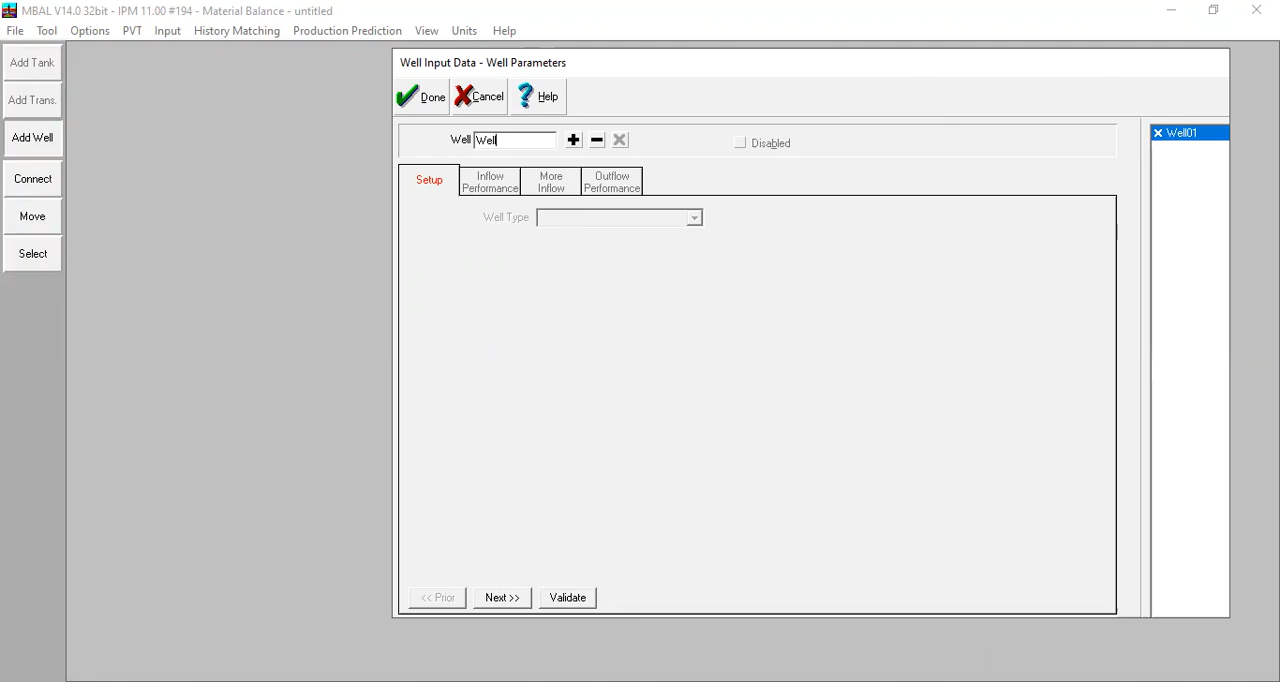 MBAL V14.0 32bit - IPM 11.00 #194 - Material Balance - untitled
File Tool Options PVT Input History Matching Production Prediction View Units Help
Add Tank
Add Trans.
Add Well
Connect
Move
Select
Well Input Data - Well Parameters
Done Cancel Help
Well Well Disabled
Well01
Setup
Inflow Performance
More Inflow
Outflow Performance
Well Type
<< Prior Next >> Validate